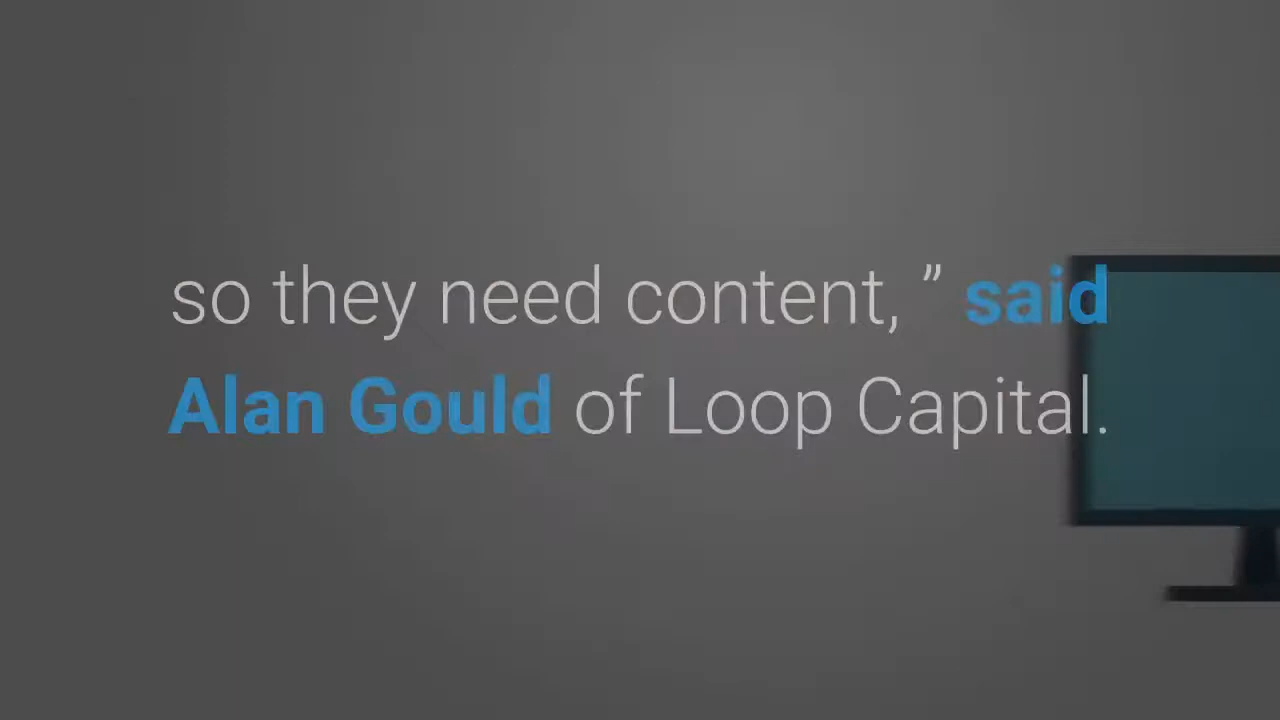 so they need content, ” said
Alan Gould of Loop Capital.